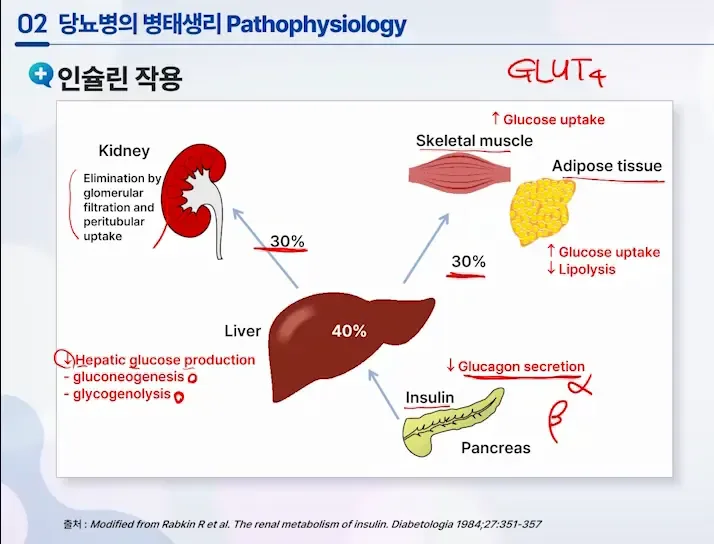 02 당뇨병의 병태생리 Pathophysiology
인슐린 작용
GLUT4
↑ Glucose uptake
Skeletal muscle
Kidney
Adipose tissue
Elimination by
glomerular
filtration and
peritubular
uptake
↑ Glucose uptake
↓ Lipolysis
30%
30%
Liver
40%
↓ Hepatic glucose production
- gluconeogenesis
- glycogenolysis
↓ Glucagon secretion
α
Insulin
β
Pancreas
출처 : Modified from Rabkin R et al. The renal metabolism of insulin. Diabetologia 1984;27:351-357